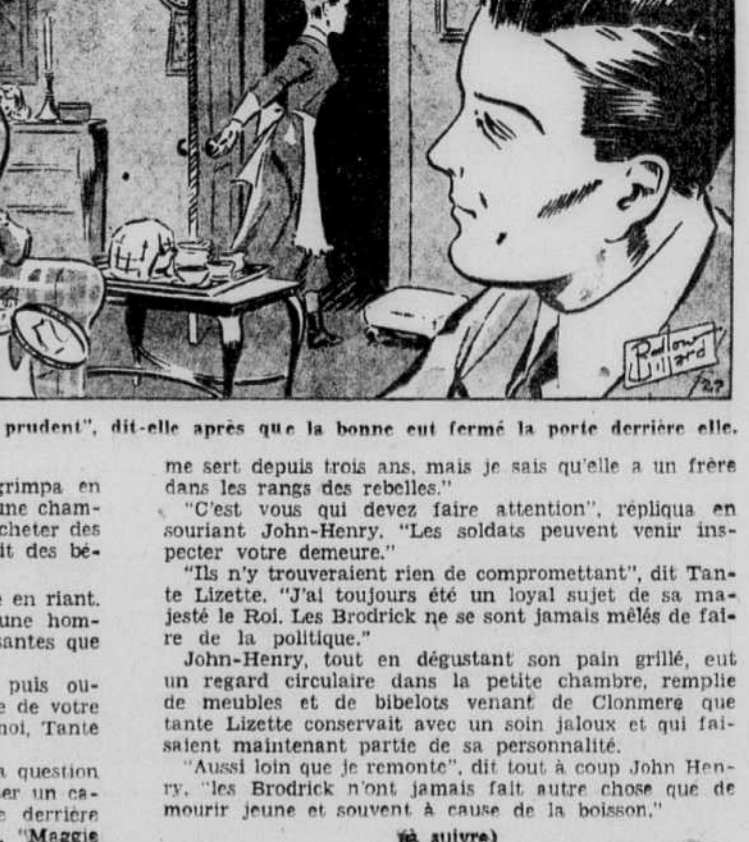 prudent", dit-elle après que la bonne eut fermé la porte derrière elle.
grimpa en
une cham-
cheter des
it des bé-
e en riant.
une hom-
santes que
puis ou-
e de votre
moi, Tante
a question
er un ca-
e derrière
"Maggie
me sert depuis trois ans, mais je sais qu'elle a un frère
dans les rangs des rebelles."
"C'est vous qui devez faire attention", répliqua en
souriant John-Henry. "Les soldats peuvent venir ins-
pecter votre demeure."
"Ils n'y trouveraient rien de compromettant", dit Tan-
te Lizette. "J'ai toujours été un loyal sujet de sa ma-
jesté le Roi. Les Brodrick ne se sont jamais mêlés de fai-
re de la politique."
John-Henry, tout en dégustant son pain grillé, eut
un regard circulaire dans la petite chambre, remplie
de meubles et de bibelots venant de Clonmere que
tante Lizette conservait avec un soin jaloux et qui fai-
saient maintenant partie de sa personnalité.
"Aussi loin que je remonte", dit tout à coup John Hen-
ry, "les Brodrick n'ont jamais fait autre chose que de
mourir jeune et souvent à cause de la boisson."
(à suivre)